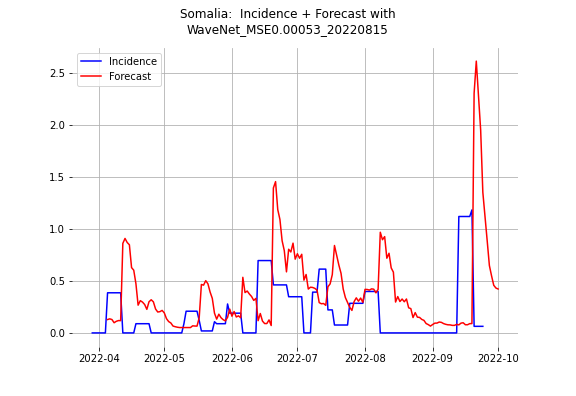 Somalia:  Incidence + Forecast with
WaveNet_MSE0.00053_20220815
Incidence
Forecast
2.5
2.0
1.5
1.0
0.5
0.0
2022-04 2022-05 2022-06 2022-07 2022-08 2022-09 2022-10